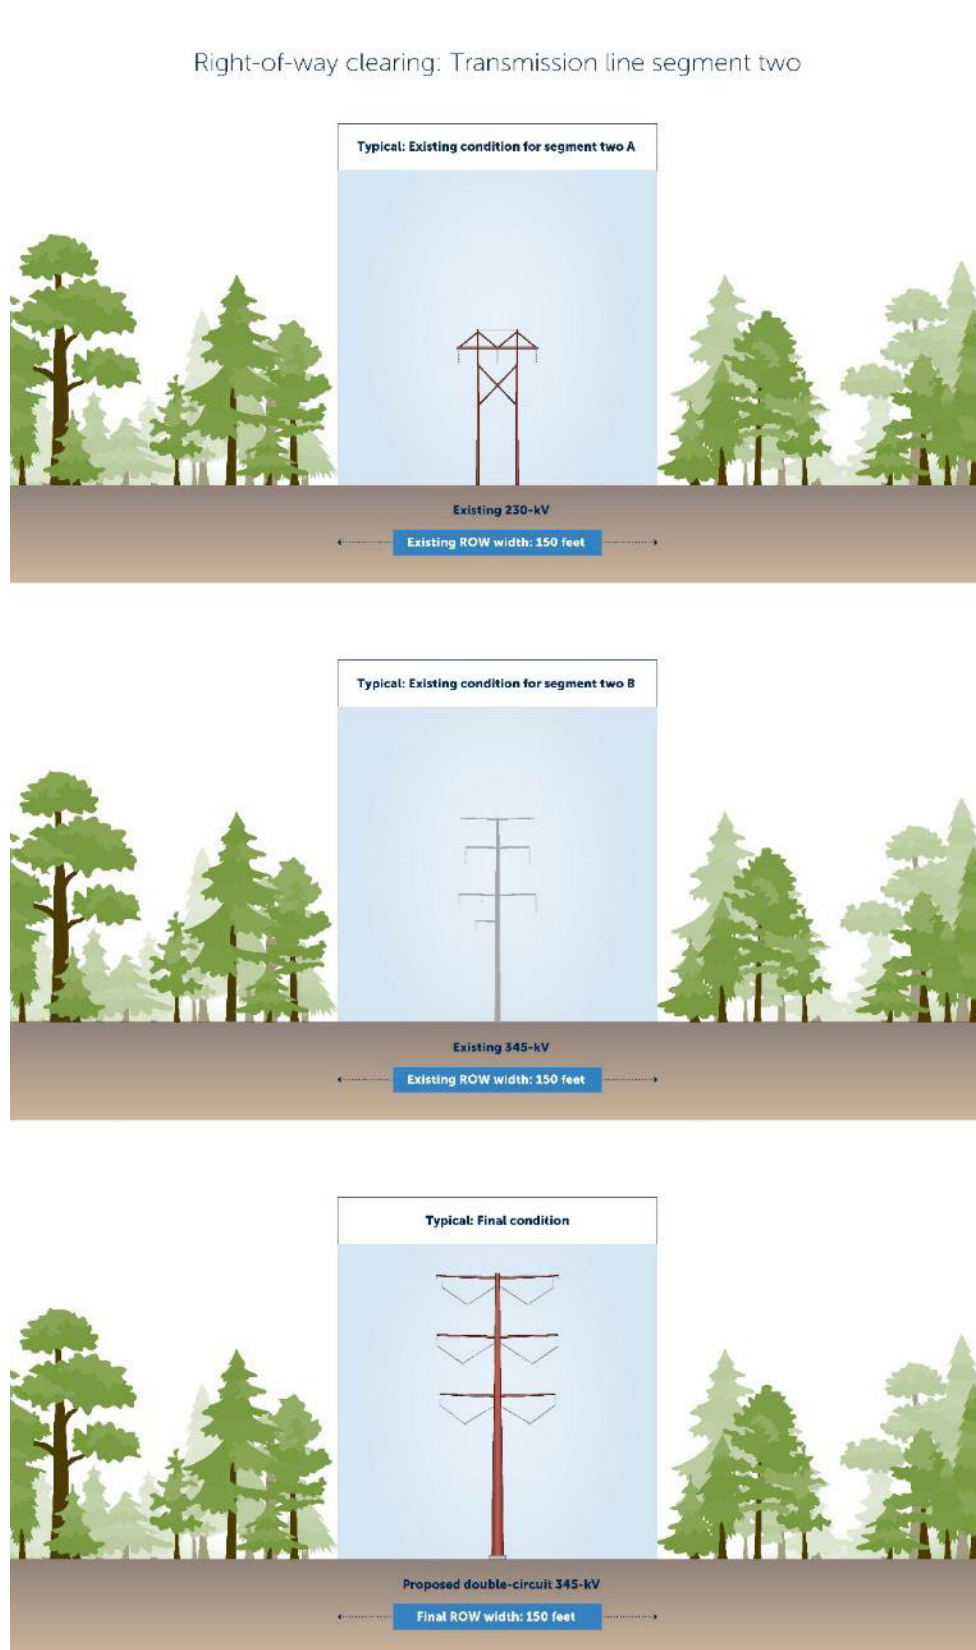 Right-of-way clearing: Transmission line segment two
Typical: Existing condition for segment two A
Existing 230-kV
Existing ROW width: 150 feet
Typical: Existing condition for segment two B
Existing 345-kV
Existing ROW width: 150 feet
Typical: Final condition
Proposed double-circuit 345-kV
Final ROW width: 150 feet